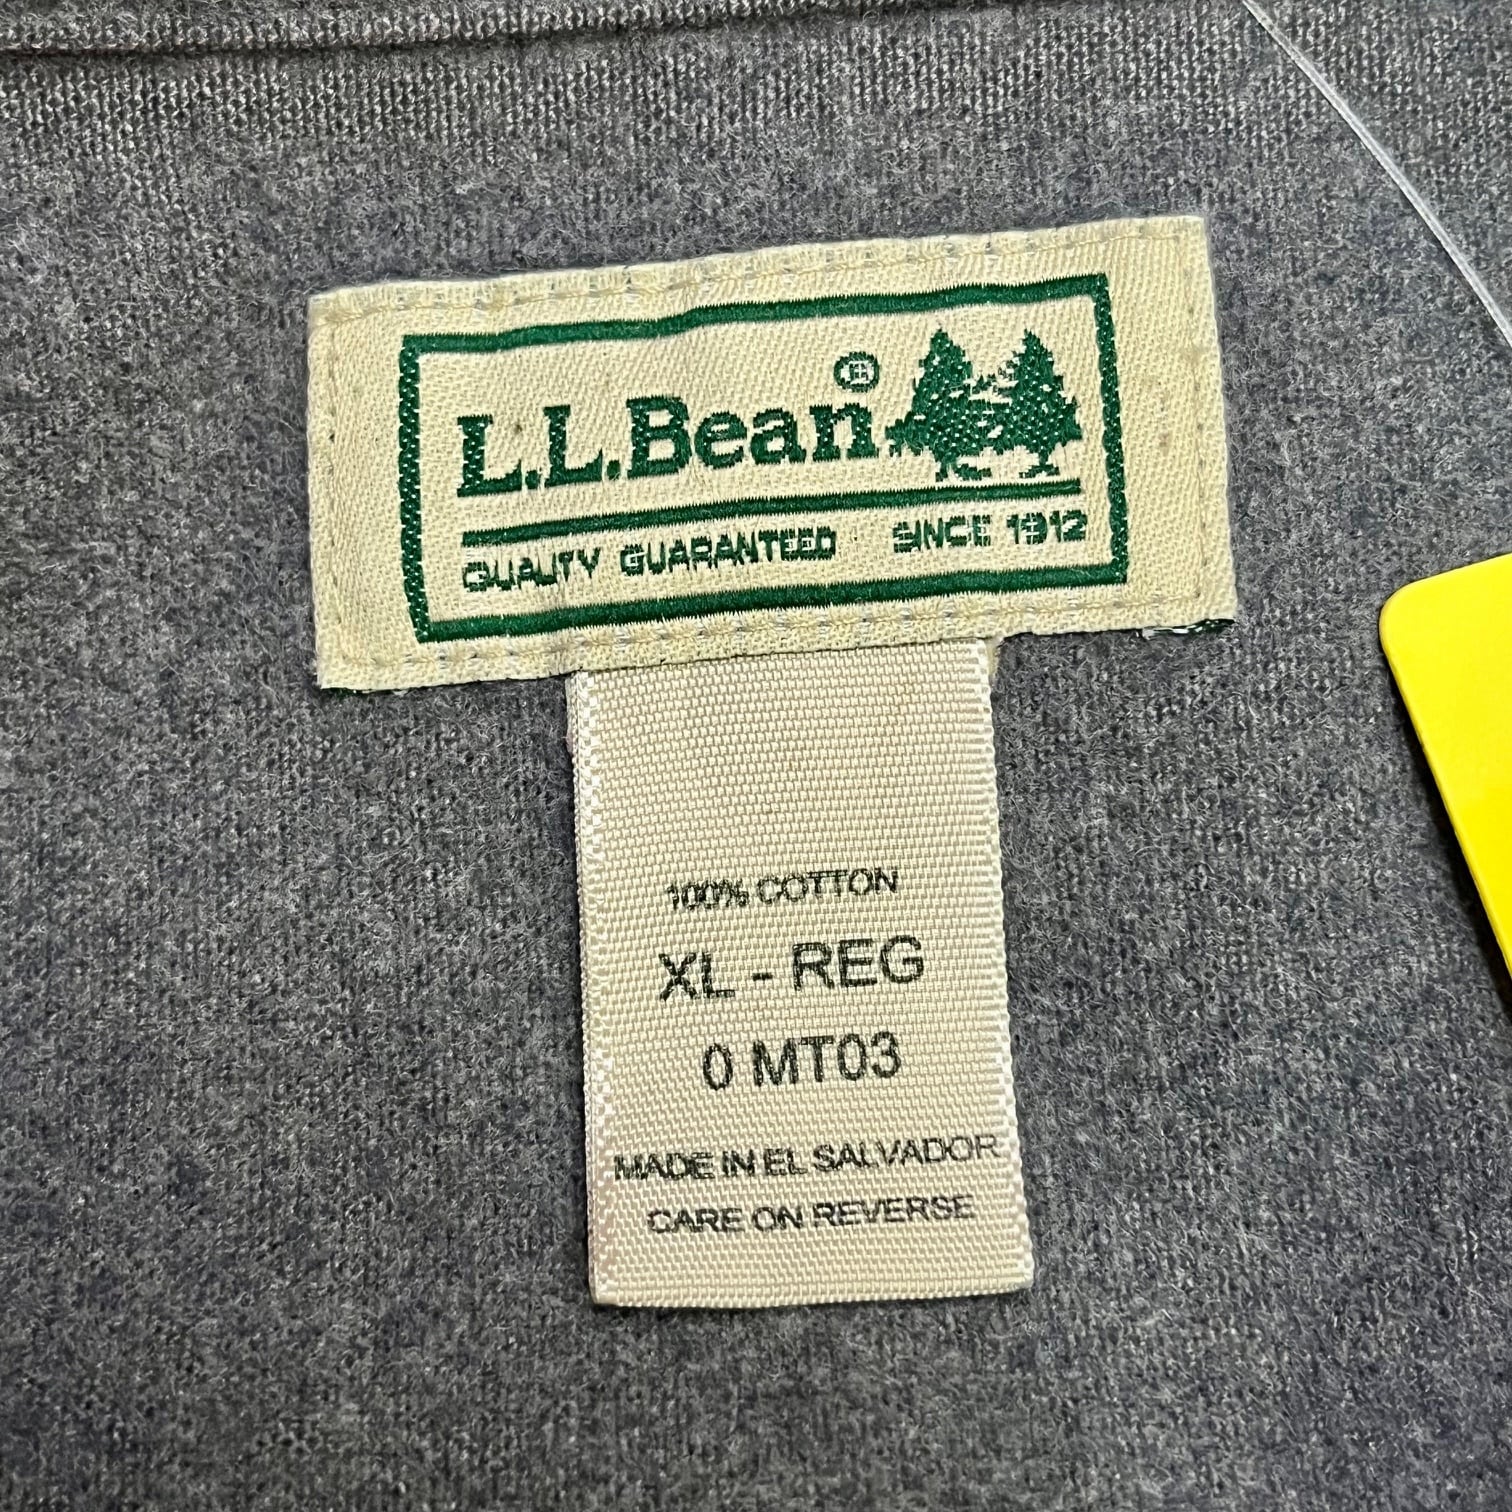 L.L.Bean®
QUALITY GUARANTEED SINCE 1912
100% COTTON
XL - REG
0 MT03
MADE IN EL SALVADOR
CARE ON REVERSE